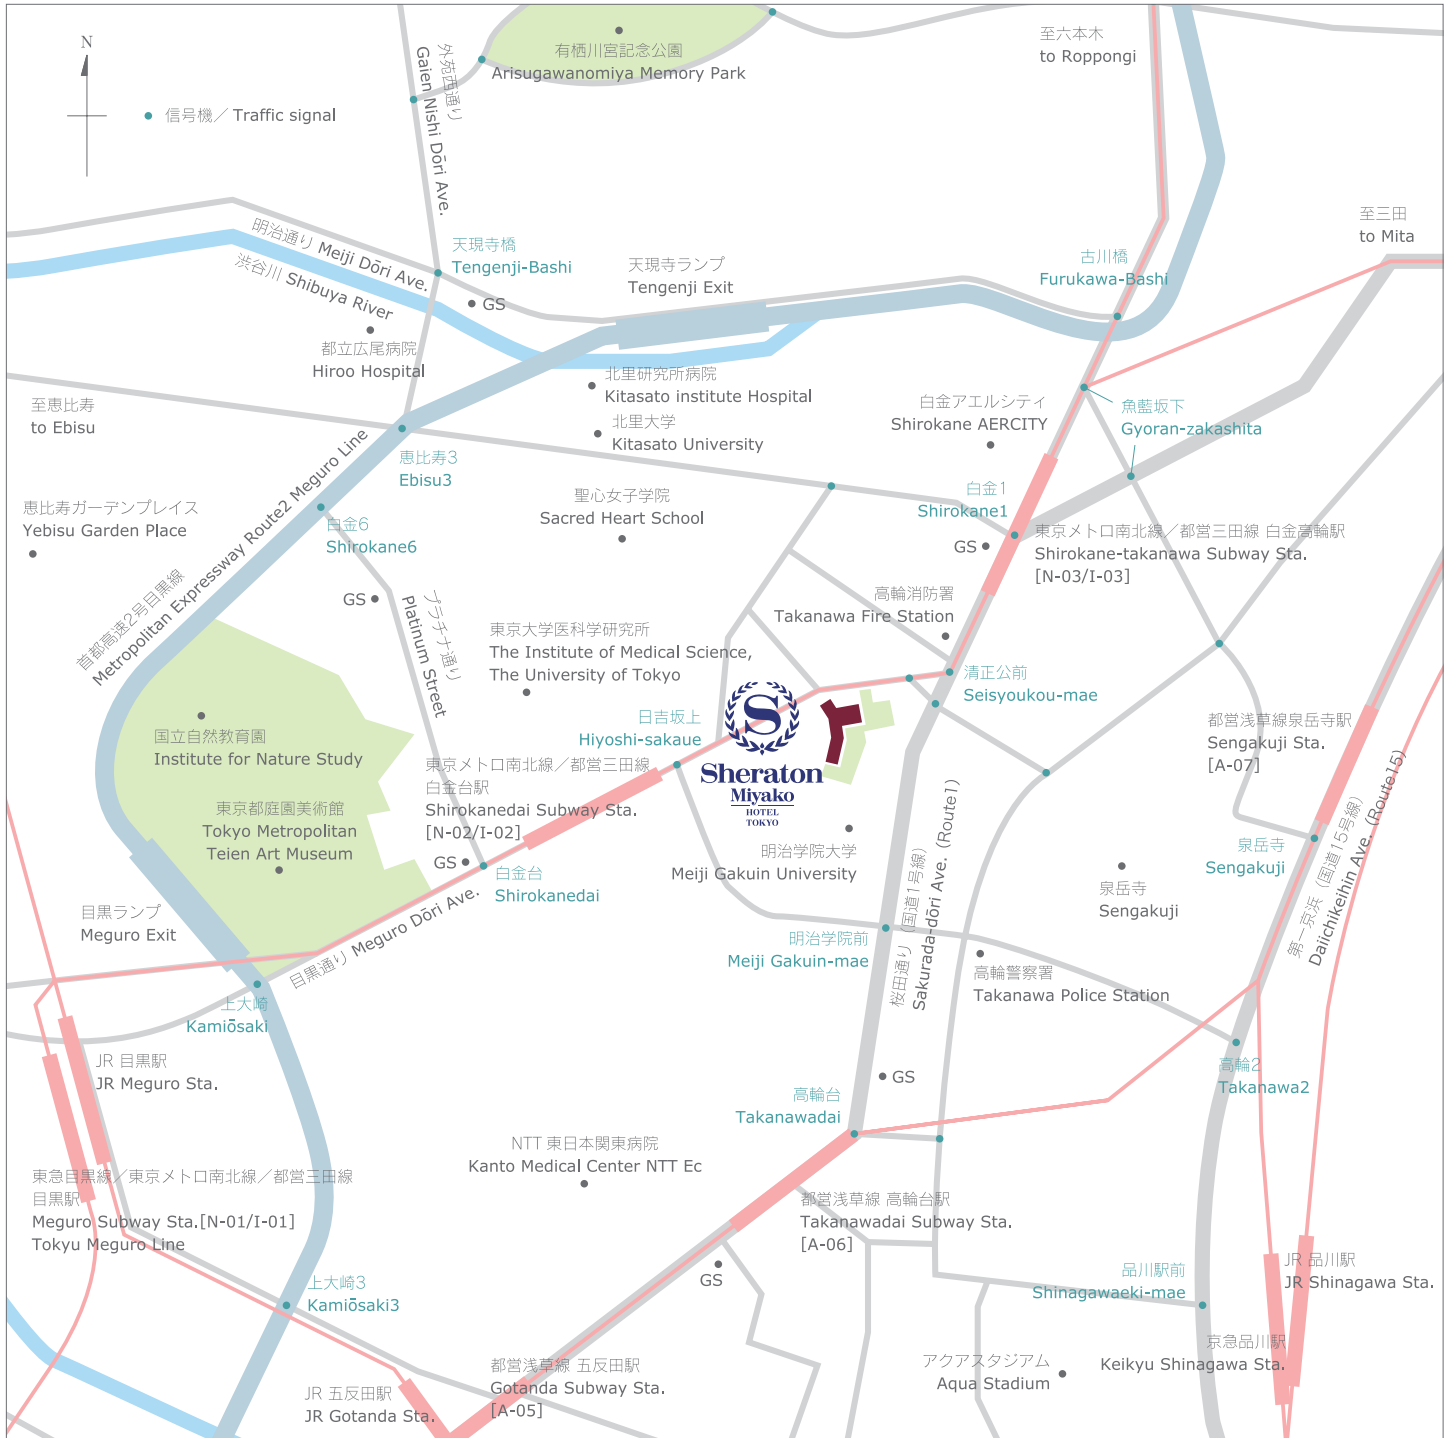 N
信号機／Traffic signal
外苑西通り
Gaien Nishi Dōri Ave.
有栖川宮記念公園
Arisugawanomiya Memory Park
至六本木
to Roppongi
至三田
to Mita
明治通り Meiji Dōri Ave.
渋谷川 Shibuya River
天現寺橋
Tengenji-Bashi
GS
天現寺ランプ
Tengenji Exit
古川橋
Furukawa-Bashi
都立広尾病院
Hiroo Hospital
至恵比寿
to Ebisu
北里研究所病院
Kitasato institute Hospital
北里大学
Kitasato University
白金アエルシティ
Shirokane AERCITY
魚藍坂下
Gyoran-zakashita
恵比寿3
Ebisu3
恵比寿ガーデンプレイス
Yebisu Garden Place
白金6
Shirokane6
聖心女子学院
Sacred Heart School
白金1
Shirokane1
GS
東京メトロ南北線／都営三田線 白金高輪駅
Shirokane-takanawa Subway Sta.
[N-03/I-03]
首都高速2号目黒線
Metropolitan Expressway Route2 Meguro Line
GS
プラチナ通り
Platinum Street
高輪消防署
Takanawa Fire Station
東京大学医科学研究所
The Institute of Medical Science,
The University of Tokyo
清正公前
Seisyoukou-mae
日吉坂上
Hiyoshi-sakaue
S
Sheraton
Miyako
HOTEL
TOKYO
国立自然教育園
Institute for Nature Study
都営浅草線泉岳寺駅
Sengakuji Sta.
[A-07]
東京メトロ南北線／都営三田線
白金台駅
Shirokanedai Subway Sta.
[N-02/I-02]
東京都庭園美術館
Tokyo Metropolitan
Teien Art Museum
GS
白金台
Shirokanedai
明治学院大学
Meiji Gakuin University
泉岳寺
Sengakuji
泉岳寺
Sengakuji
第一京浜（国道15号線）
Daiichikeihin Ave. (Route15)
目黒ランプ
Meguro Exit
目黒通り Meguro Dōri Ave.
明治学院前
Meiji Gakuin-mae
桜田通り（国道1号線）
Sakurada-dōri Ave. (Route1)
高輪警察署
Takanawa Police Station
上大崎
Kamiōsaki
JR 目黒駅
JR Meguro Sta.
GS
高輪台
Takanawadai
高輪2
Takanawa2
NTT 東日本関東病院
Kanto Medical Center NTT Ec
東急目黒線／東京メトロ南北線／都営三田線
目黒駅
Meguro Subway Sta.[N-01/I-01]
Tokyu Meguro Line
都営浅草線 高輪台駅
Takanawadai Subway Sta.
[A-06]
GS
上大崎3
Kamiōsaki3
品川駅前
Shinagawaeki-mae
JR 品川駅
JR Shinagawa Sta.
京急品川駅
Keikyu Shinagawa Sta.
アクアスタジアム
Aqua Stadium
都営浅草線 五反田駅
Gotanda Subway Sta.
[A-05]
JR 五反田駅
JR Gotanda Sta.